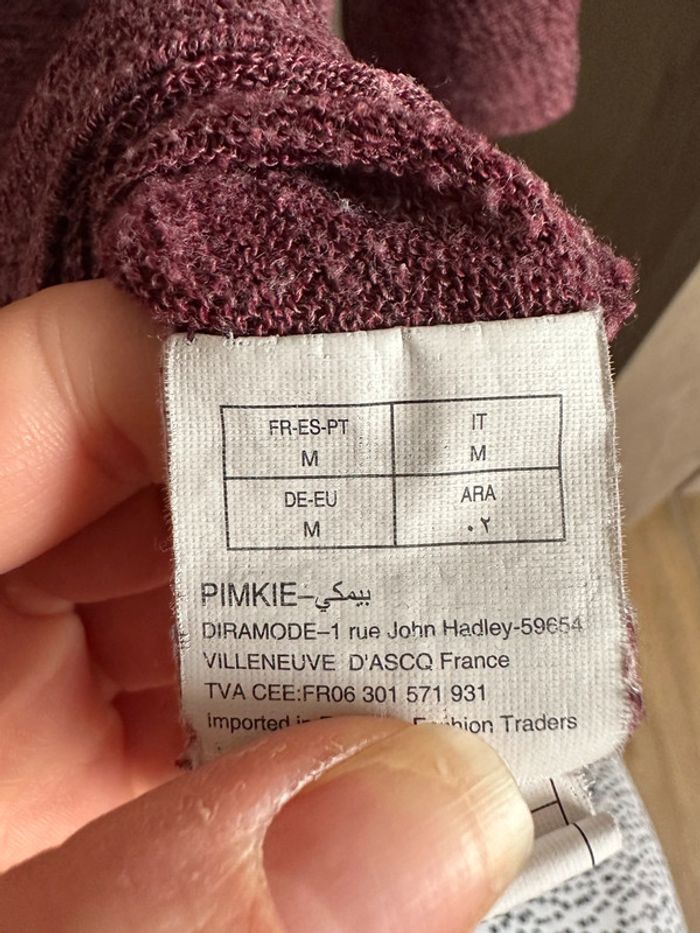 FR-ES-PT IT
M M
DE-EU ARA
M ٠٢
PIMKIE-بيمكي
DIRAMODE-1 rue John Hadley-59654
VILLENEUVE D'ASCQ France
TVA CEE:FR06 301 571 931
Imported in Fashion Traders